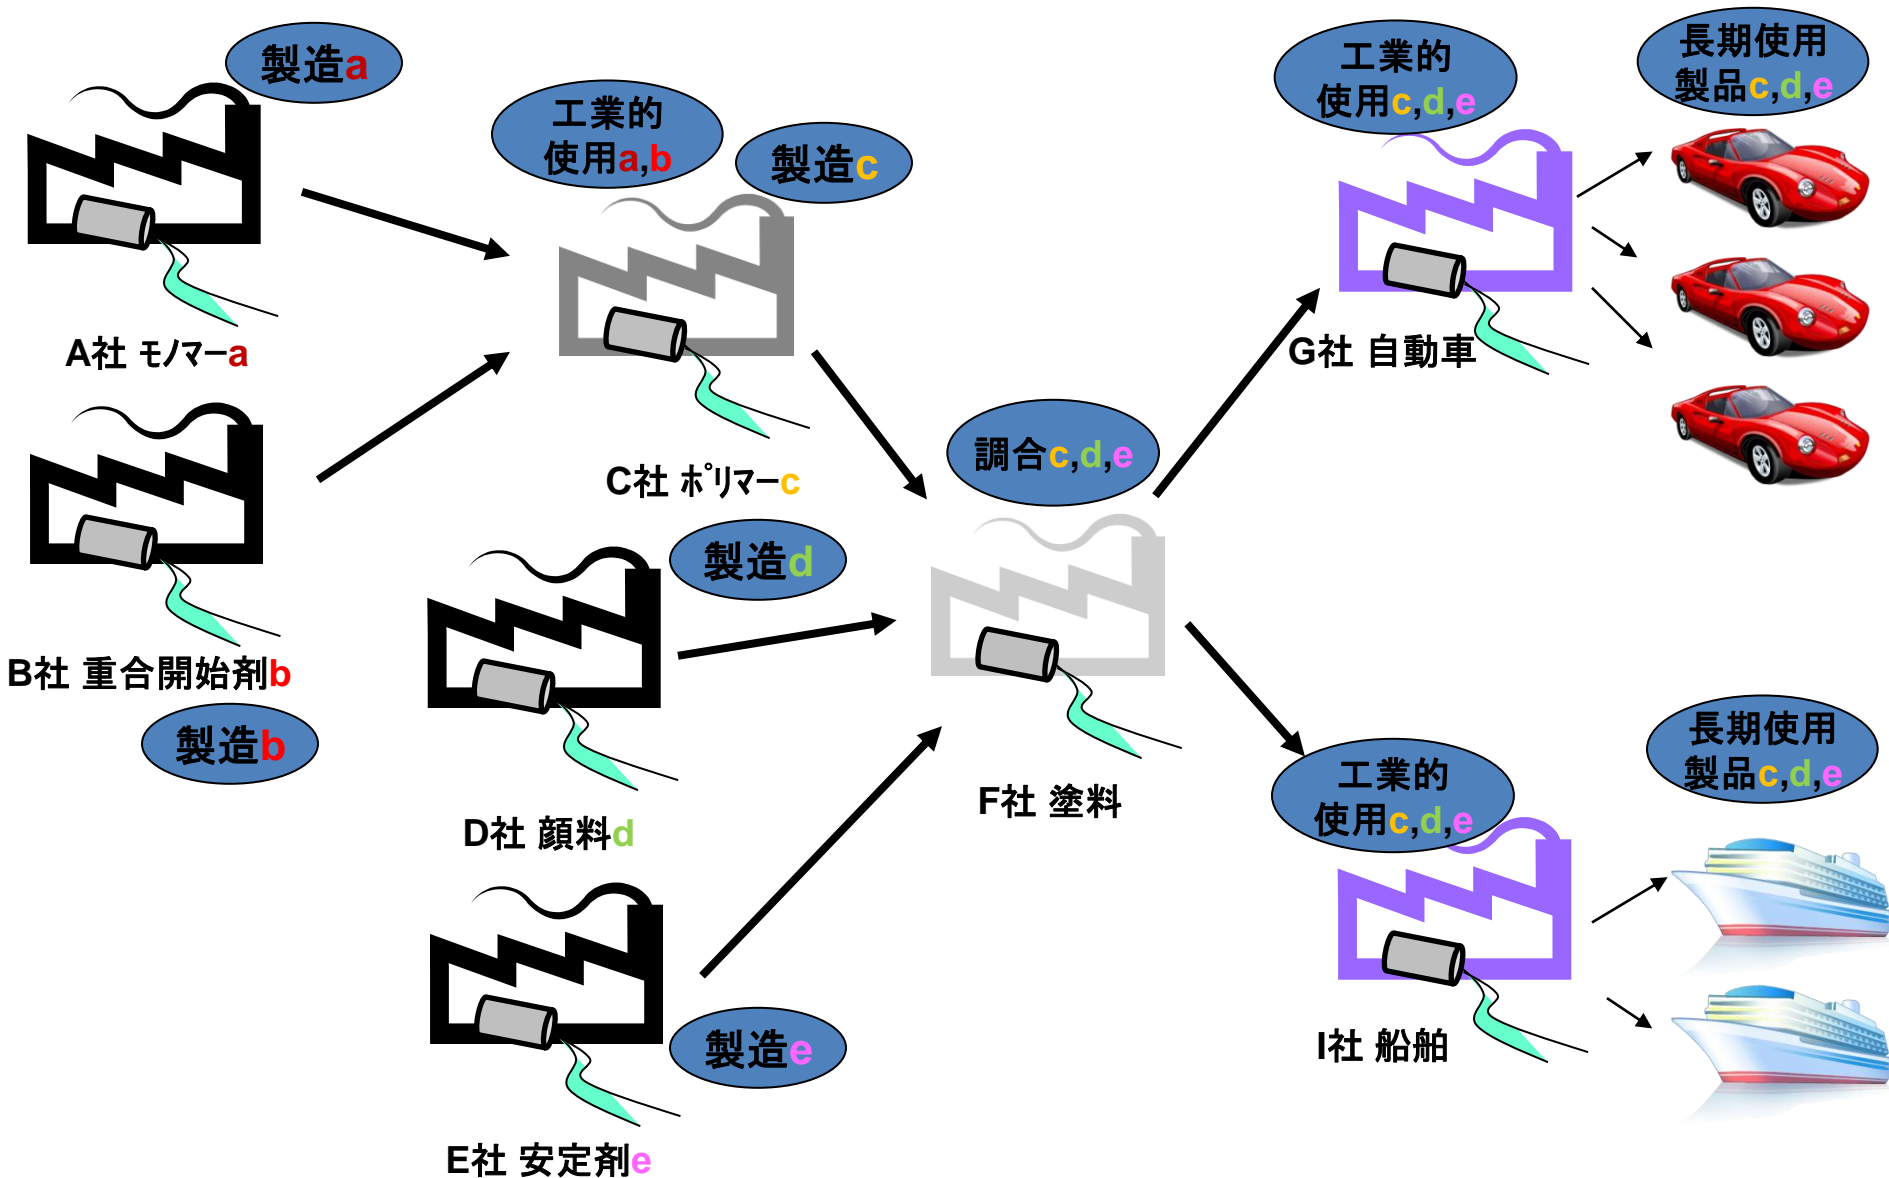 製造a
A社 ﾓﾉﾏｰa
B社 重合開始剤b
製造b
工業的
使用a,b
製造c
C社 ﾎﾟﾘﾏｰc
製造d
D社 顔料d
製造e
E社 安定剤e
調合c,d,e
F社 塗料
工業的
使用c,d,e
G社 自動車
長期使用
製品c,d,e
工業的
使用c,d,e
I社 船舶
長期使用
製品c,d,e